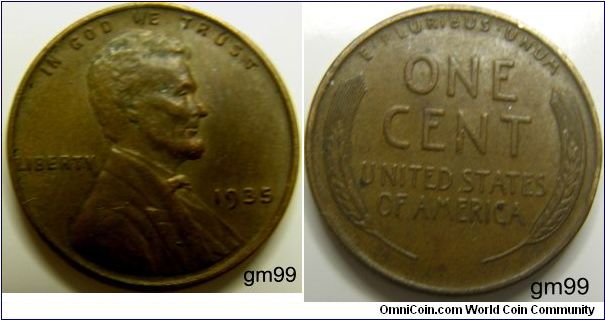 IN GOD WE TRUST
LIBERTY
1935
gm99
E·PLURIBUS·UNUM
ONE
CENT
UNITED STATES
OF AMERICA
gm99
OmniCoin.com World Coin Community